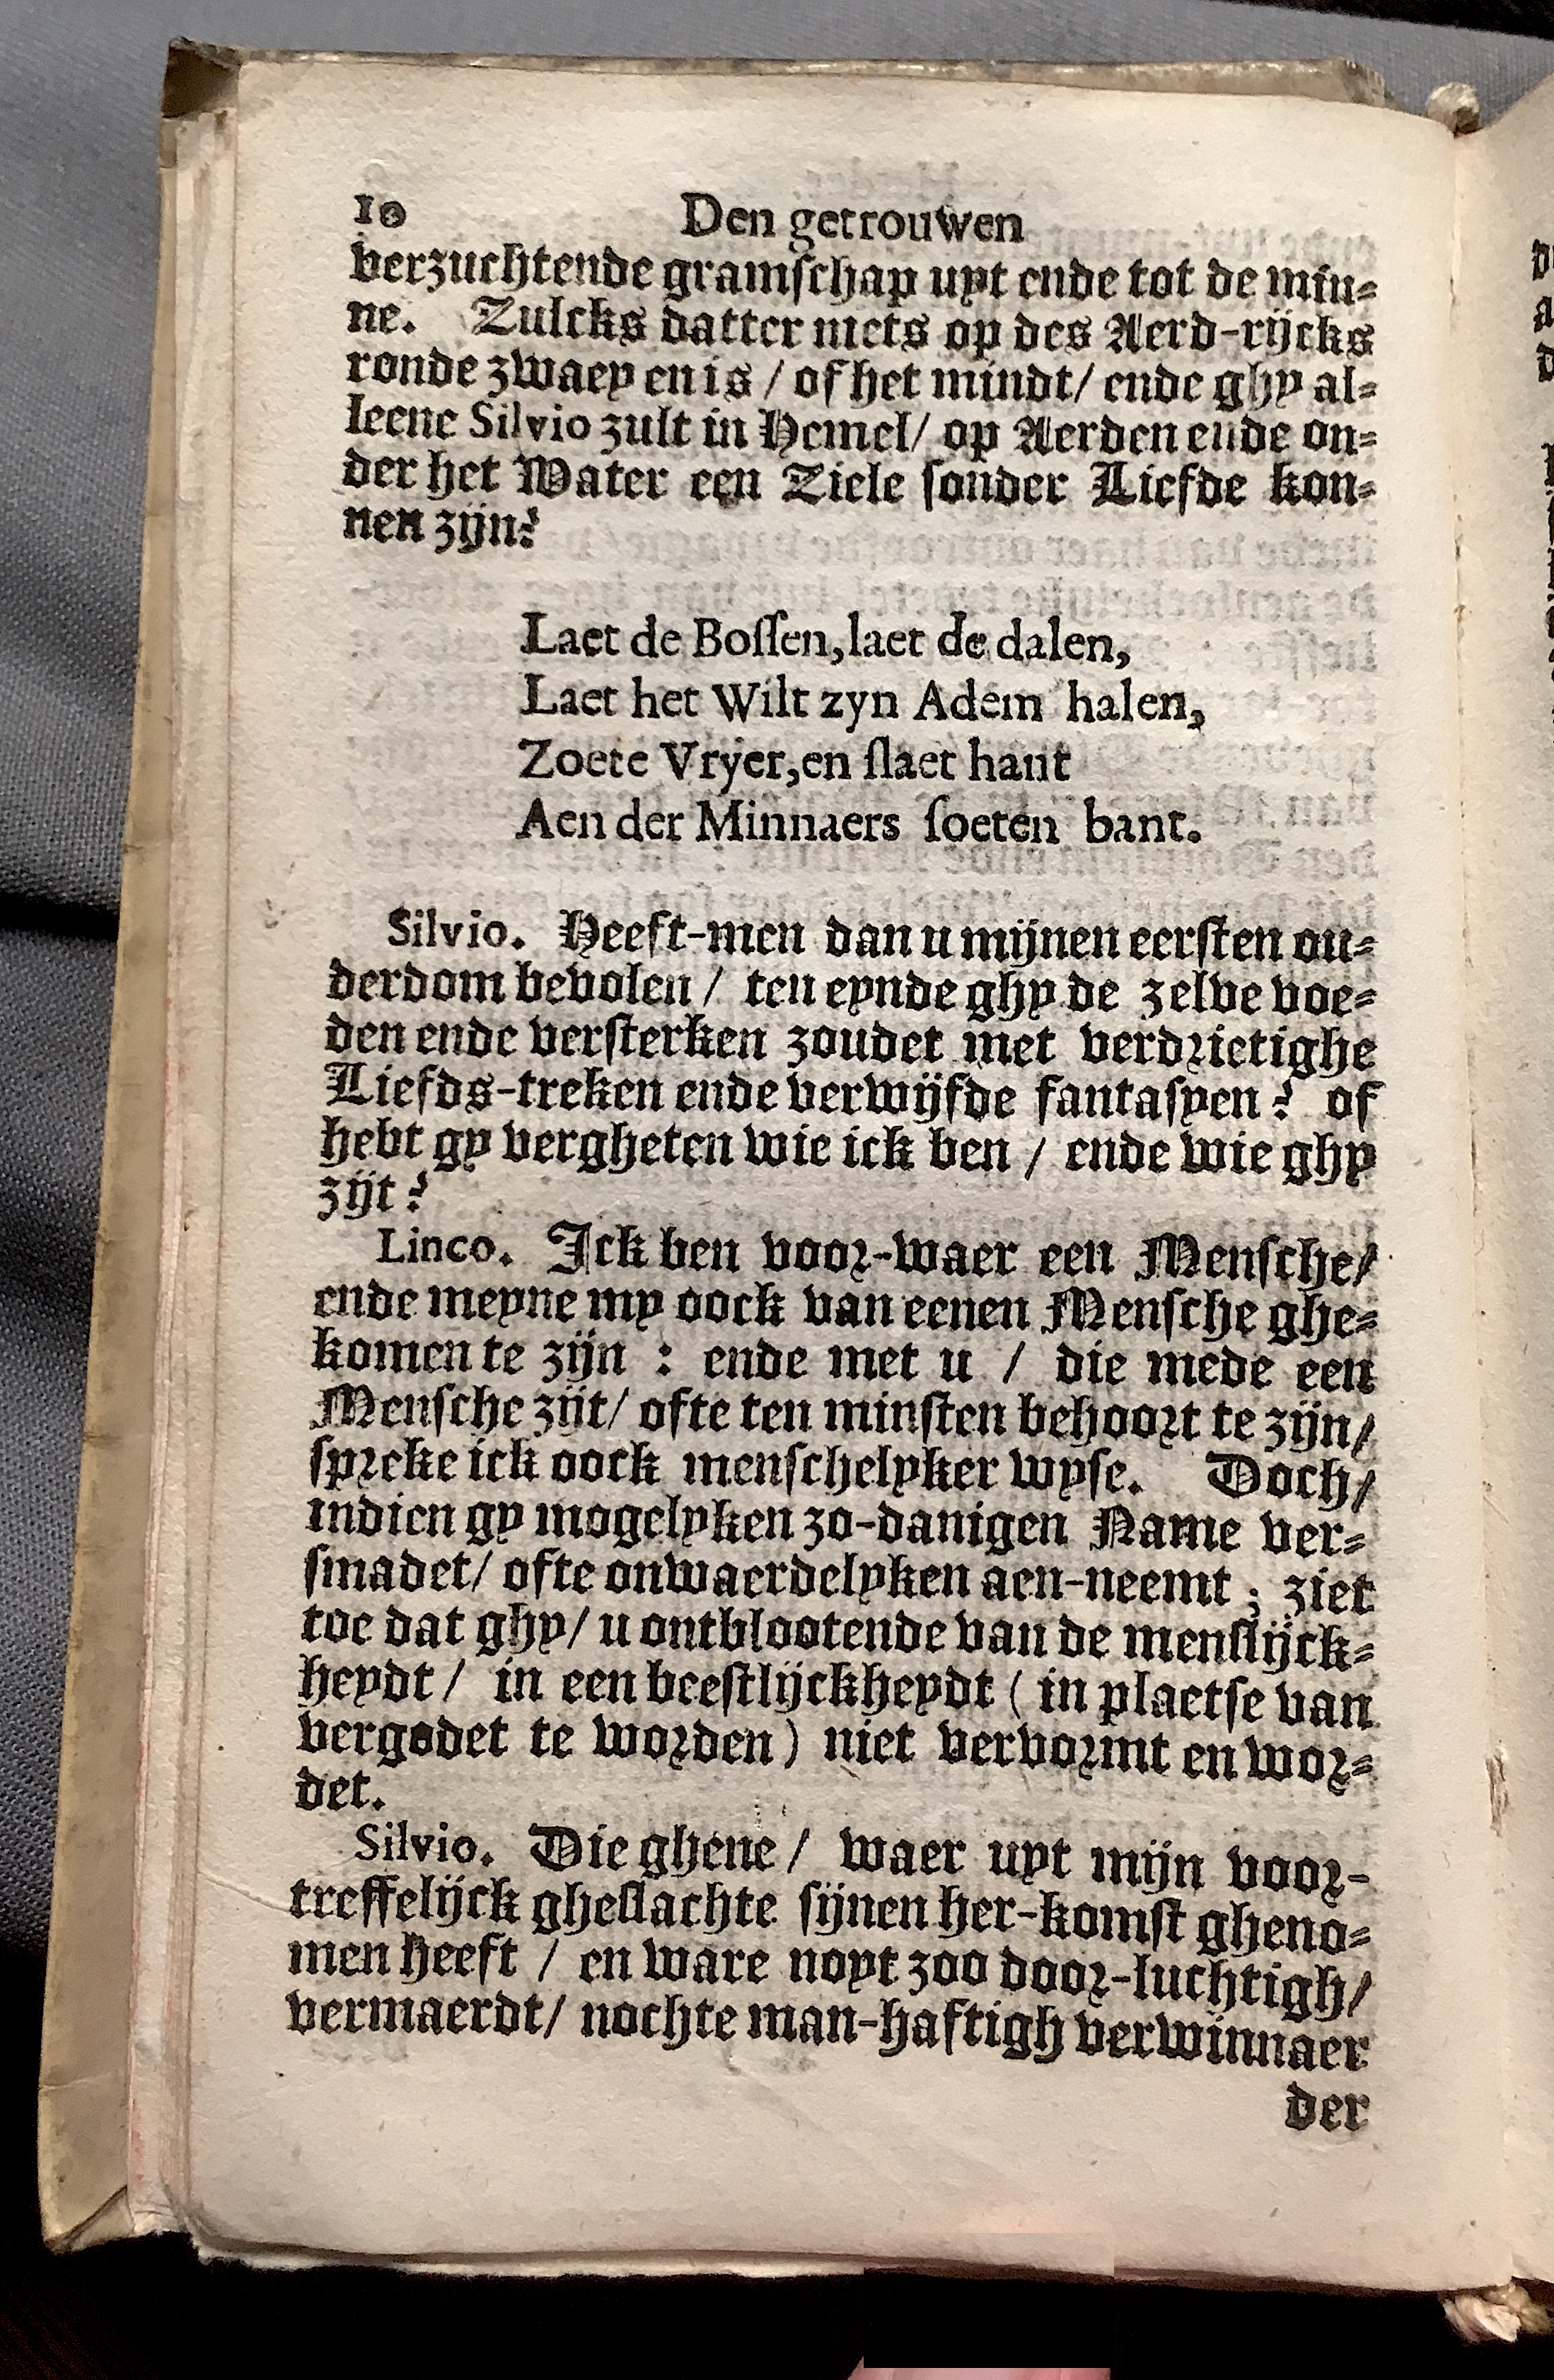 10 Den getrouwen
verzuchtende gramschap uyt ende tot de min-
ne. Zulcks datter niets op des Aerd-rijcks
ronde zwaey en is / of het mindt / ende ghy al-
leene Silvio zult in Hemel / op Aerden ende on-
der het Water een Ziele sonder Liefde kon-
nen zijn?
Laet de Bossen, laet de dalen,
Laet het Wilt zyn Adem halen,
Zoete Vryer, en slaet hant
Aen der Minnaers soeten bant.
Silvio. Heeft-men dan u mijnen eersten ou-
derdom bevolen / ten eynde ghy de zelve voe-
den ende versterken zoudet met verdrietighe
Liefds-treken ende verwijfde fantasyen? of
hebt gy vergheten wie ick ben / ende wie ghy
zijt?
Linco. Ick ben voor-waer een Mensche /
ende meyne my oock van eenen Mensche ghe-
komen te zijn : ende met u / die mede een
Mensche zijt / ofte ten minsten behoort te zijn /
spreke ick oock menschelyker wyse. Doch /
indien gy mogelyken zo-danigen Name ver-
smadet / ofte onwaerdelyken aen-neemt ; ziet
toe dat ghy / u ontblootende van de menslijck-
heydt / in een beestlijckheydt ( in plaetse van
vergodet te worden ) niet vervormt en wor-
det.
Silvio. Die ghene / waer uyt mijn voor-
treffelijck gheslachte sijnen her-komst gheno-
men heeft / en ware noyt zoo door-luchtigh /
vermaerdt / nochte man-haftigh verwinnaer
der